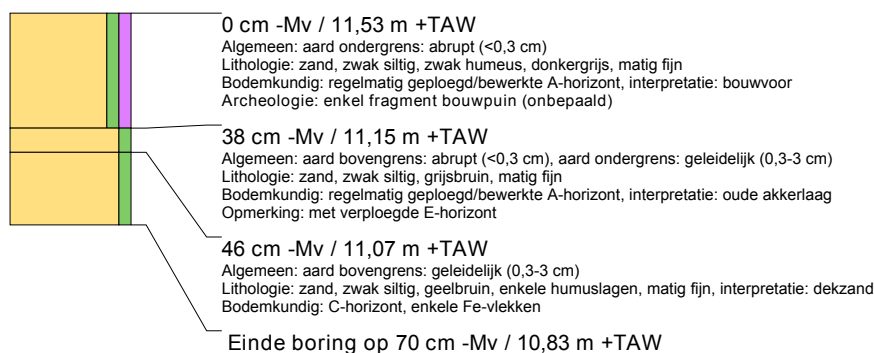 0 cm -Mv / 11,53 m +TAW
Algemeen: aard ondergrens: abrupt (<0,3 cm)
Lithologie: zand, zwak siltig, zwak humeus, donkergrijs, matig fijn
Bodemkundig: regelmatig geploegd/bewerkte A-horizont, interpretatie: bouwvoor
Archeologie: enkel fragment bouwpuin (onbepaald)
38 cm -Mv / 11,15 m +TAW
Algemeen: aard bovengrens: abrupt (<0,3 cm), aard ondergrens: geleidelijk (0,3-3 cm)
Lithologie: zand, zwak siltig, grijsbruin, matig fijn
Bodemkundig: regelmatig geploegd/bewerkte A-horizont, interpretatie: oude akkerlaag
Opmerking: met verploegde E-horizont
46 cm -Mv / 11,07 m +TAW
Algemeen: aard bovengrens: geleidelijk (0,3-3 cm)
Lithologie: zand, zwak siltig, geelbruin, enkele humuslagen, matig fijn, interpretatie: dekzand
Bodemkundig: C-horizont, enkele Fe-vlekken
Einde boring op 70 cm -Mv / 10,83 m +TAW